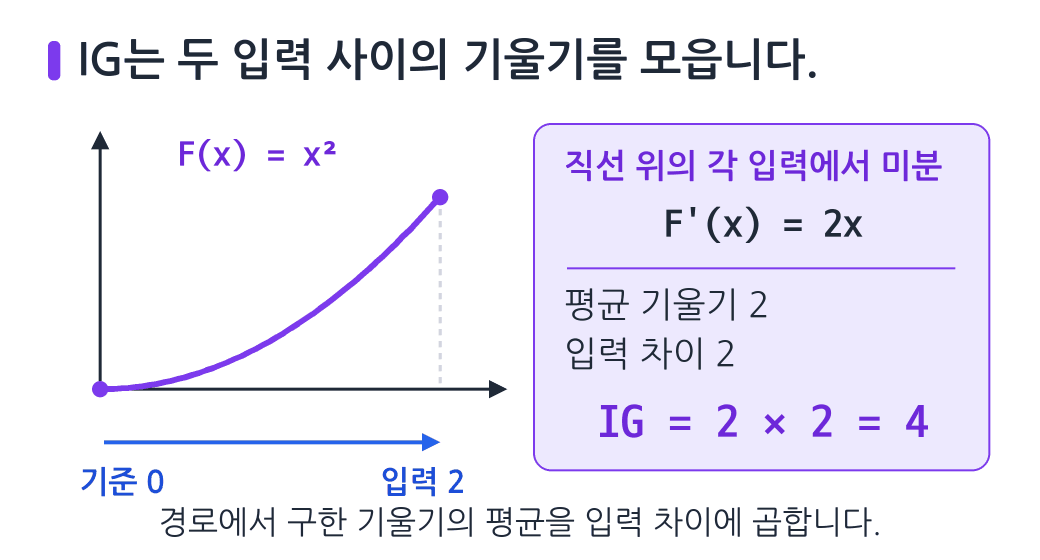 IG는 두 입력 사이의 기울기를 모읍니다.
F(x) = x²
기준 0
입력 2
직선 위의 각 입력에서 미분
F'(x) = 2x
평균 기울기 2
입력 차이 2
IG = 2 × 2 = 4
경로에서 구한 기울기의 평균을 입력 차이에 곱합니다.